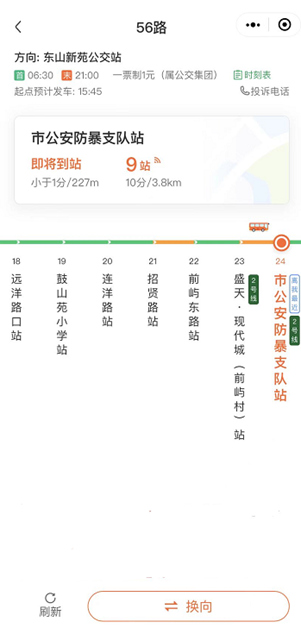 56路
方向: 东山新苑公交站
首 06:30 末 21:00 一票制1元（属公交集团） 时刻表
起点预计发车: 15:45 投诉电话
市公安防暴支队站
即将到站 9站
小于1分/227m 10分/3.8km
18 19 20 21 22 23 24
远洋路口站
鼓山苑小学站
连洋路站
招贤路站
前屿东路站
盛天·现代城（前屿村）站
2号线
市公安防暴支队站
离我最近
2号线
刷新
换向